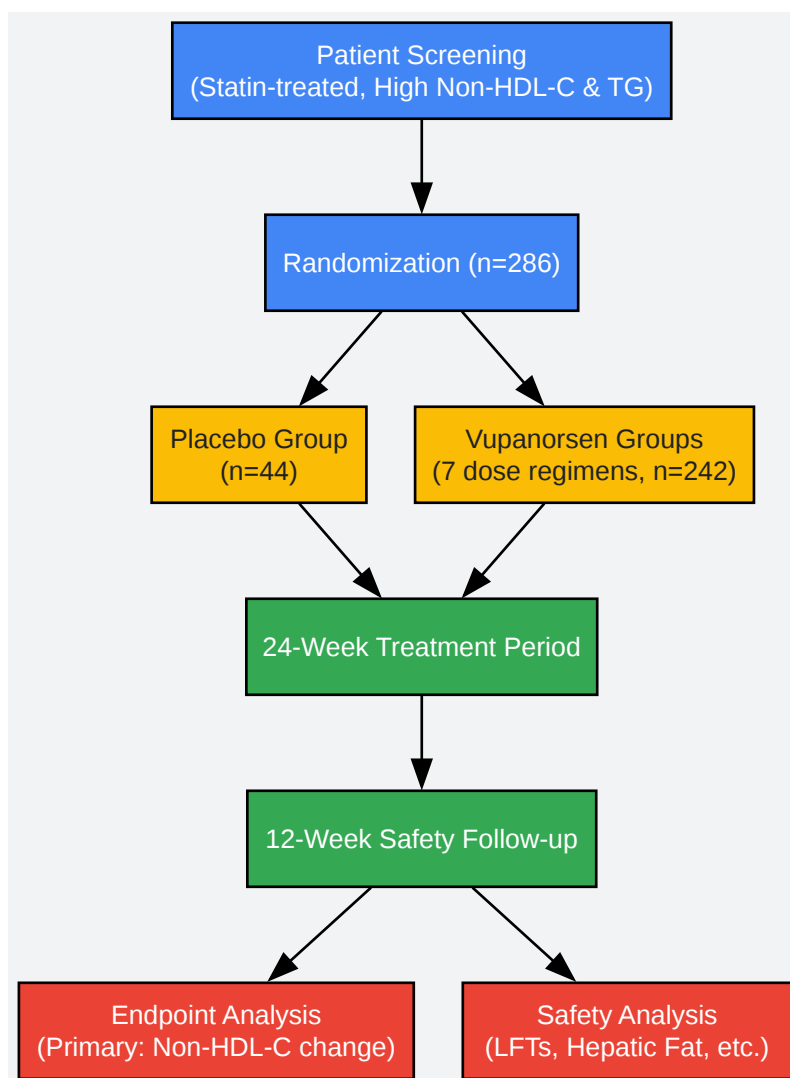 Patient Screening
(Statin-treated, High Non-HDL-C & TG)
Randomization (n=286)
Placebo Group
(n=44)
Vupanorsen Groups
(7 dose regimens, n=242)
24-Week Treatment Period
12-Week Safety Follow-up
Endpoint Analysis
(Primary: Non-HDL-C change)
Safety Analysis
(LFTs, Hepatic Fat, etc.)